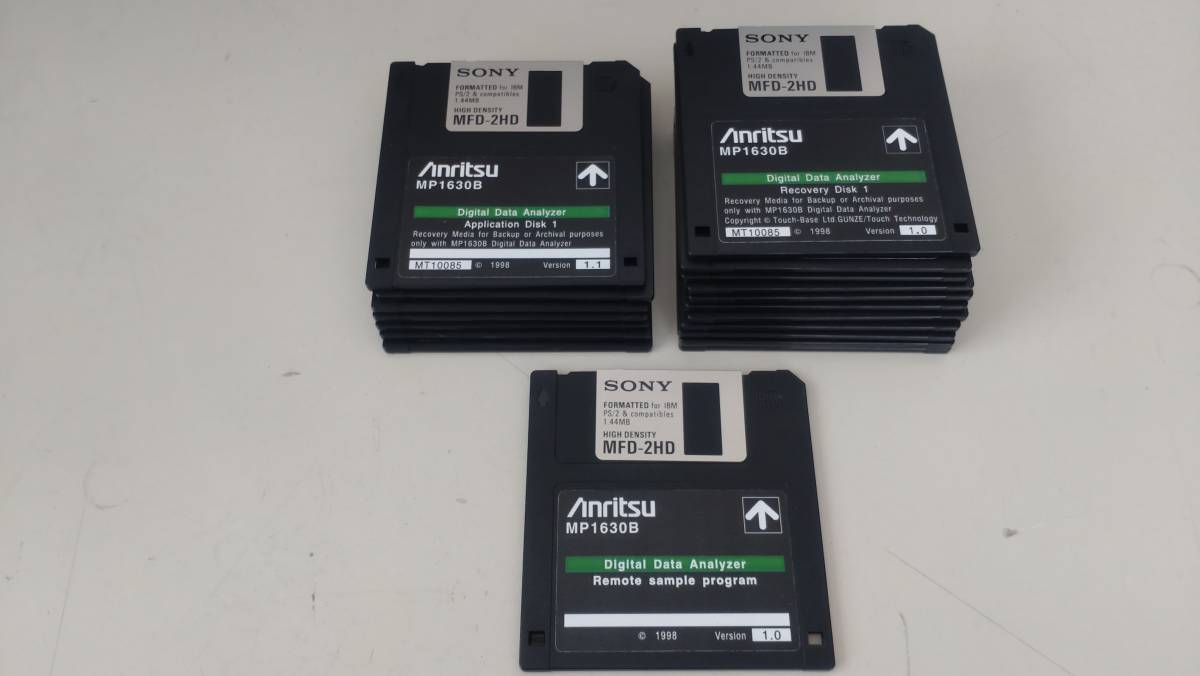 SONY
FORMATTED for IBM
PS/2 & compatibles
1.44MB
HIGH DENSITY
MFD-2HD
Anritsu
MP1630B
Digital Data Analyzer
Application Disk 1
Recovery Media for Backup or Archival purposes
only with MP1630B Digital Data Analyzer
MT10085 © 1998 Version 1.1
SONY
FORMATTED for IBM
PS/2 & compatibles
1.44MB
HIGH DENSITY
MFD-2HD
Anritsu
MP1630B
Digital Data Analyzer
Recovery Disk 1
Recovery Media for Backup or Archival purposes
only with MP1630B Digital Data Analyzer
Copyright © Touch-Base Ltd.GUNZE/Touch Technology
MT10085 © 1998 Version 1.0
SONY
FORMATTED for IBM
PS/2 & compatibles
1.44MB
HIGH DENSITY
MFD-2HD
Anritsu
MP1630B
Digital Data Analyzer
Remote sample program
© 1998 Version 1.0